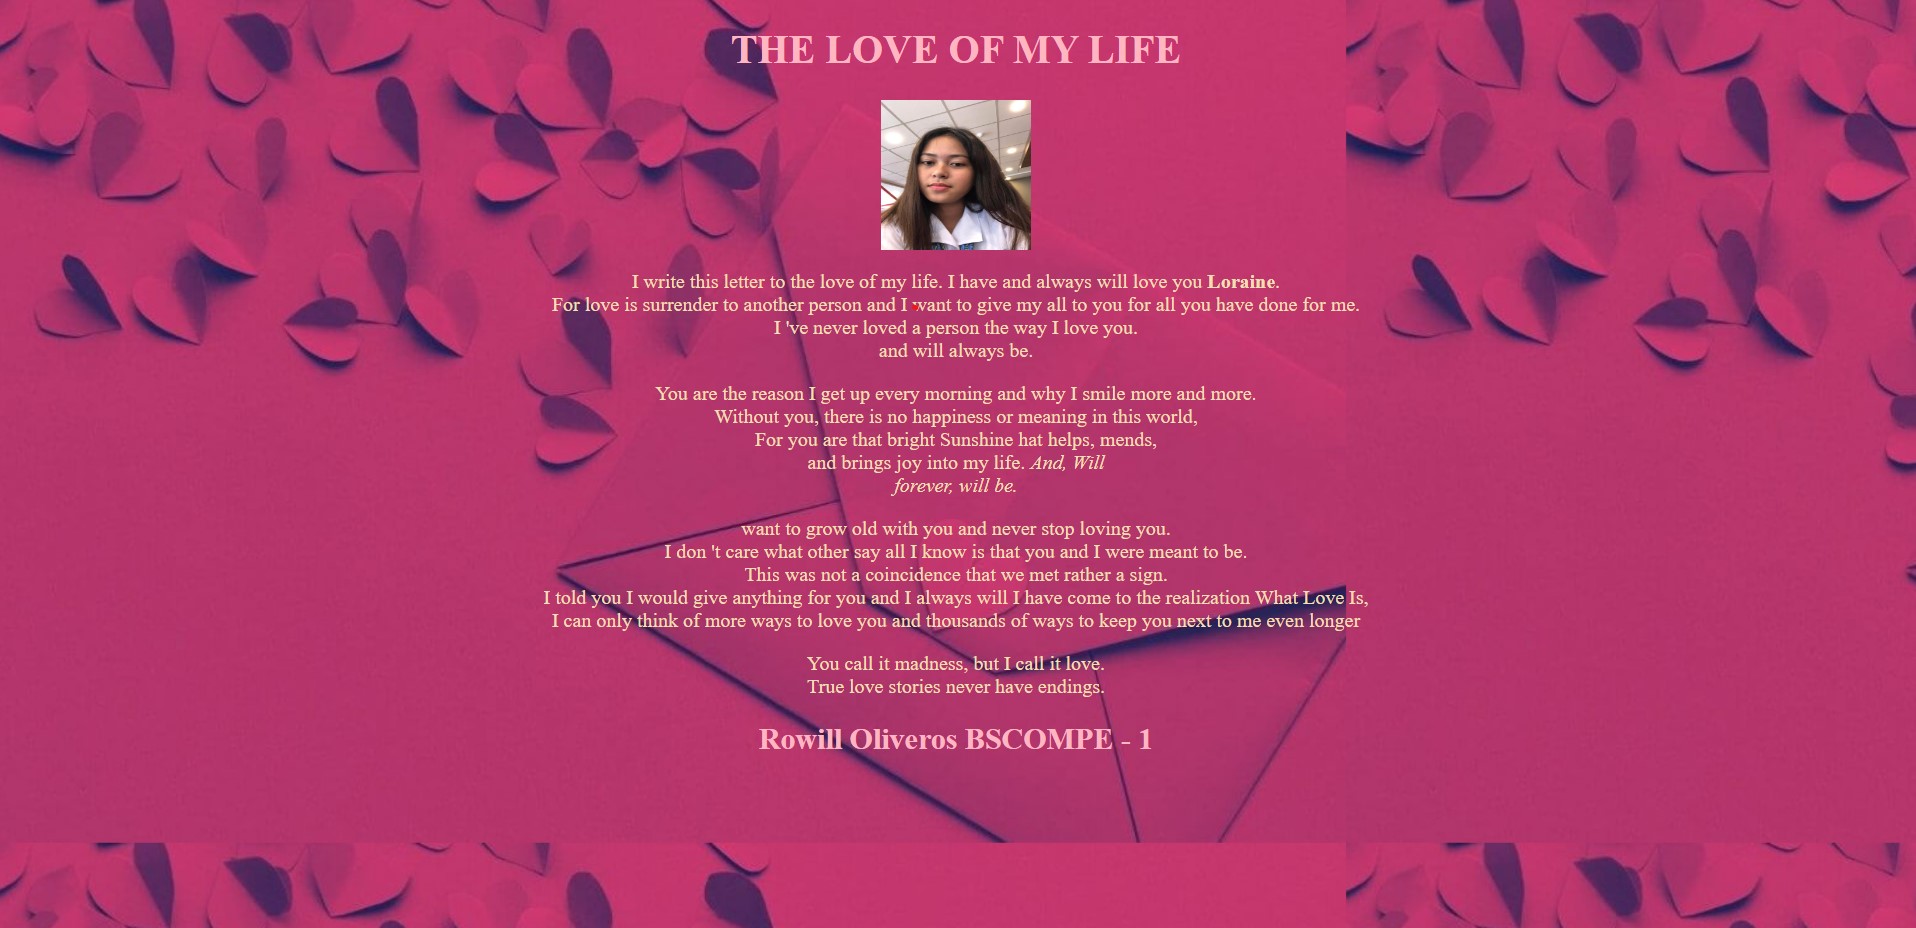 THE LOVE OF MY LIFE
I write this letter to the love of my life. I have and always will love you Loraine.
For love is surrender to another person and I want to give my all to you for all you have done for me.
I 've never loved a person the way I love you.
and will always be.
You are the reason I get up every morning and why I smile more and more.
Without you, there is no happiness or meaning in this world,
For you are that bright Sunshine hat helps, mends,
and brings joy into my life. And, Will
forever, will be.
want to grow old with you and never stop loving you.
I don 't care what other say all I know is that you and I were meant to be.
This was not a coincidence that we met rather a sign.
I told you I would give anything for you and I always will I have come to the realization What Love Is,
I can only think of more ways to love you and thousands of ways to keep you next to me even longer
You call it madness, but I call it love.
True love stories never have endings.
Rowill Oliveros BSCOMPE - 1